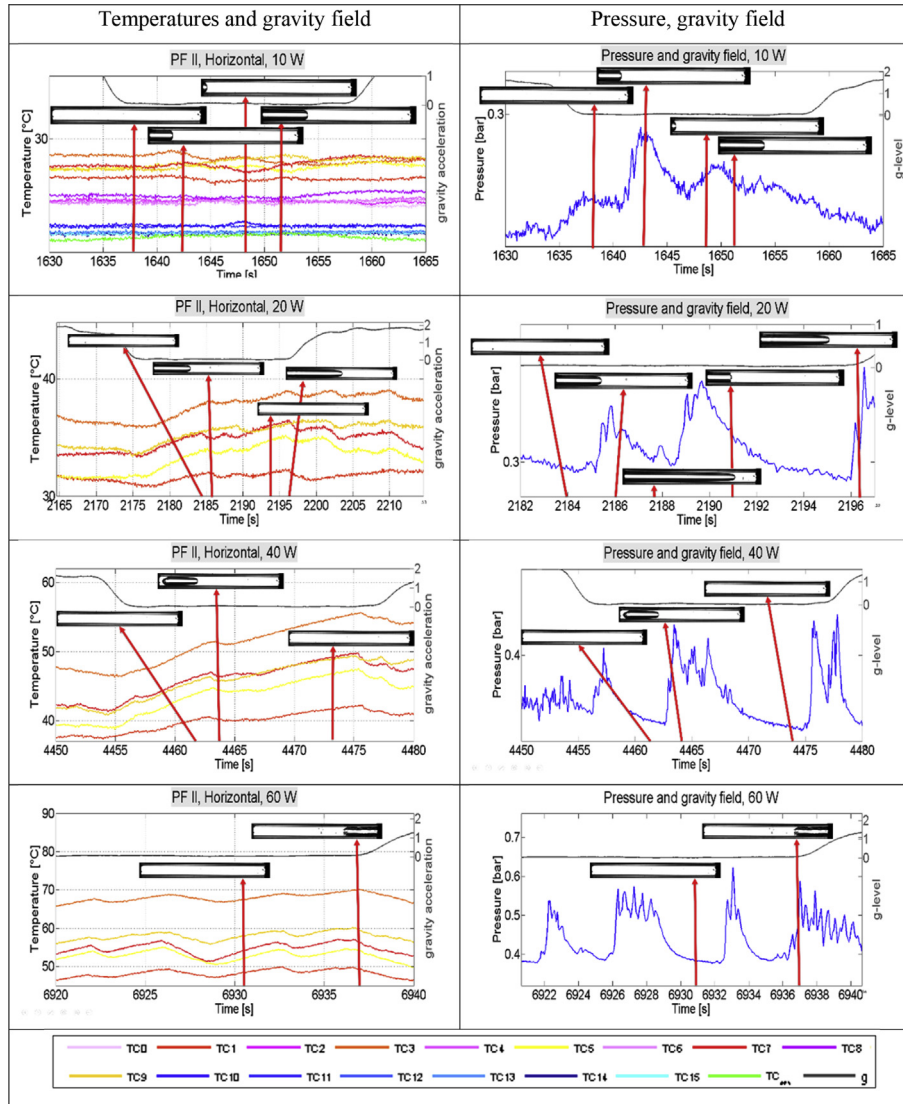 Temperatures and gravity field
Pressure, gravity field
PF II, Horizontal, 10 W
Temperature [°C]
30
1
0
gravity acceleration
1630 1635 1640 1645 1650 1655 1660 1665
Time [s]
Pressure and gravity field, 10 W
Pressure [bar]
0.3
2
1
0
g-level
1630 1635 1640 1645 1650 1655 1660 1665
Time [s]
PF II, Horizontal, 20 W
Temperature [°C]
40
30
2
1
0
gravity acceleration
2165 2170 2175 2180 2185 2190 2195 2200 2205 2210
Time [s]
Pressure and gravity field, 20 W
Pressure [bar]
0.3
1
0
g-level
2182 2184 2186 2188 2190 2192 2194 2196
Time [s]
PF II, Horizontal, 40 W
Temperature [°C]
60
50
40
2
1
0
gravity acceleration
4450 4455 4460 4465 4470 4475 4480
Time [s]
Pressure and gravity field, 40 W
Pressure [bar]
0.4
2
1
0
g-level
4450 4455 4460 4465 4470 4475 4480
Time [s]
PF II, Horizontal, 60 W
Temperature [°C]
90
80
70
50
2
1
0
gravity acceleration
6920 6925 6930 6935 6940
Time [s]
Pressure and gravity field, 60 W
Pressure [bar]
0.7
0.6
0.5
0.4
2
1
0
g-level
6922 6924 6926 6928 6930 6933 6934 6936 6938 6940
Time [s]
TC0 TC1 TC2 TC3 TC4 TC5 TC6 TC7 TC8
TC9 TC10 TC11 TC12 TC13 TC14 TC15 g